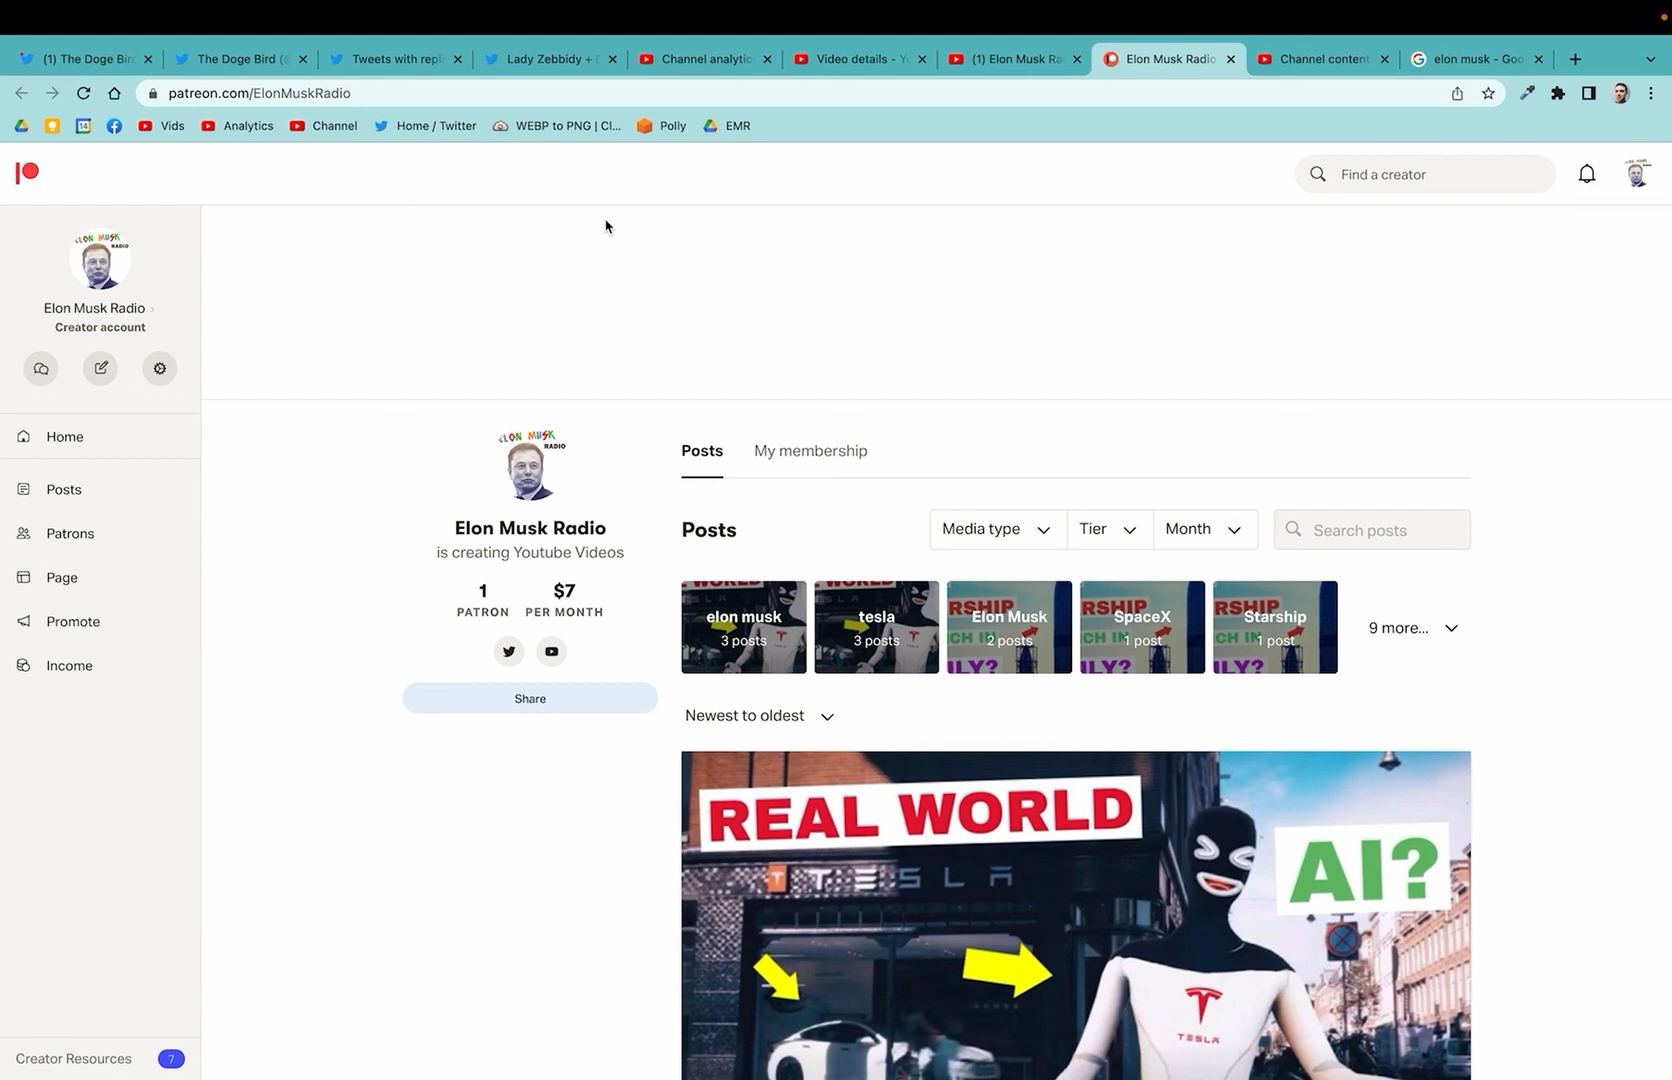 (1) The Doge Bir
The Doge Bird (
Tweets with repl
Lady Zebbidy +
Channel analytic
Video details - Y
(1) Elon Musk Ra
Elon Musk Radio
Channel content
elon musk - Goo
patreon.com/ElonMuskRadio
14
Vids
Analytics
Channel
Home / Twitter
WEBP to PNG | Cl...
Polly
EMR
Find a creator
ELON MUSK
RADIO
Elon Musk Radio
Creator account
Home
Posts
Patrons
Page
Promote
Income
Creator Resources 7
ELON MUSK
RADIO
Elon Musk Radio
is creating Youtube Videos
1 $7
PATRON PER MONTH
Share
Posts My membership
Posts
Media type
Tier
Month
Search posts
elon musk
3 posts
tesla
3 posts
Elon Musk
2 posts
SpaceX
1 post
Starship
1 post
9 more...
Newest to oldest
REAL WORLD
AI?
TESLA
TESLA